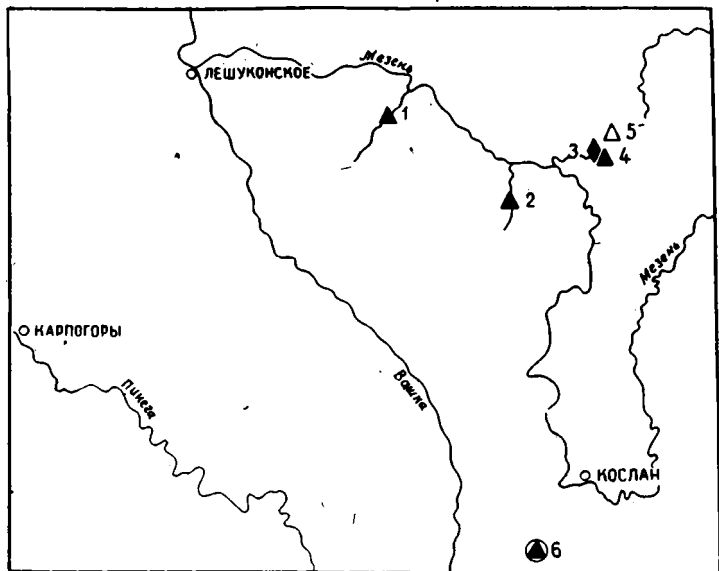 Мезень
ЛЕШУКОНСКОЕ
1
5
3
4
2
Мезень
КАРПОГОРЫ
Пинега
Вашка
КОСЛАН
6